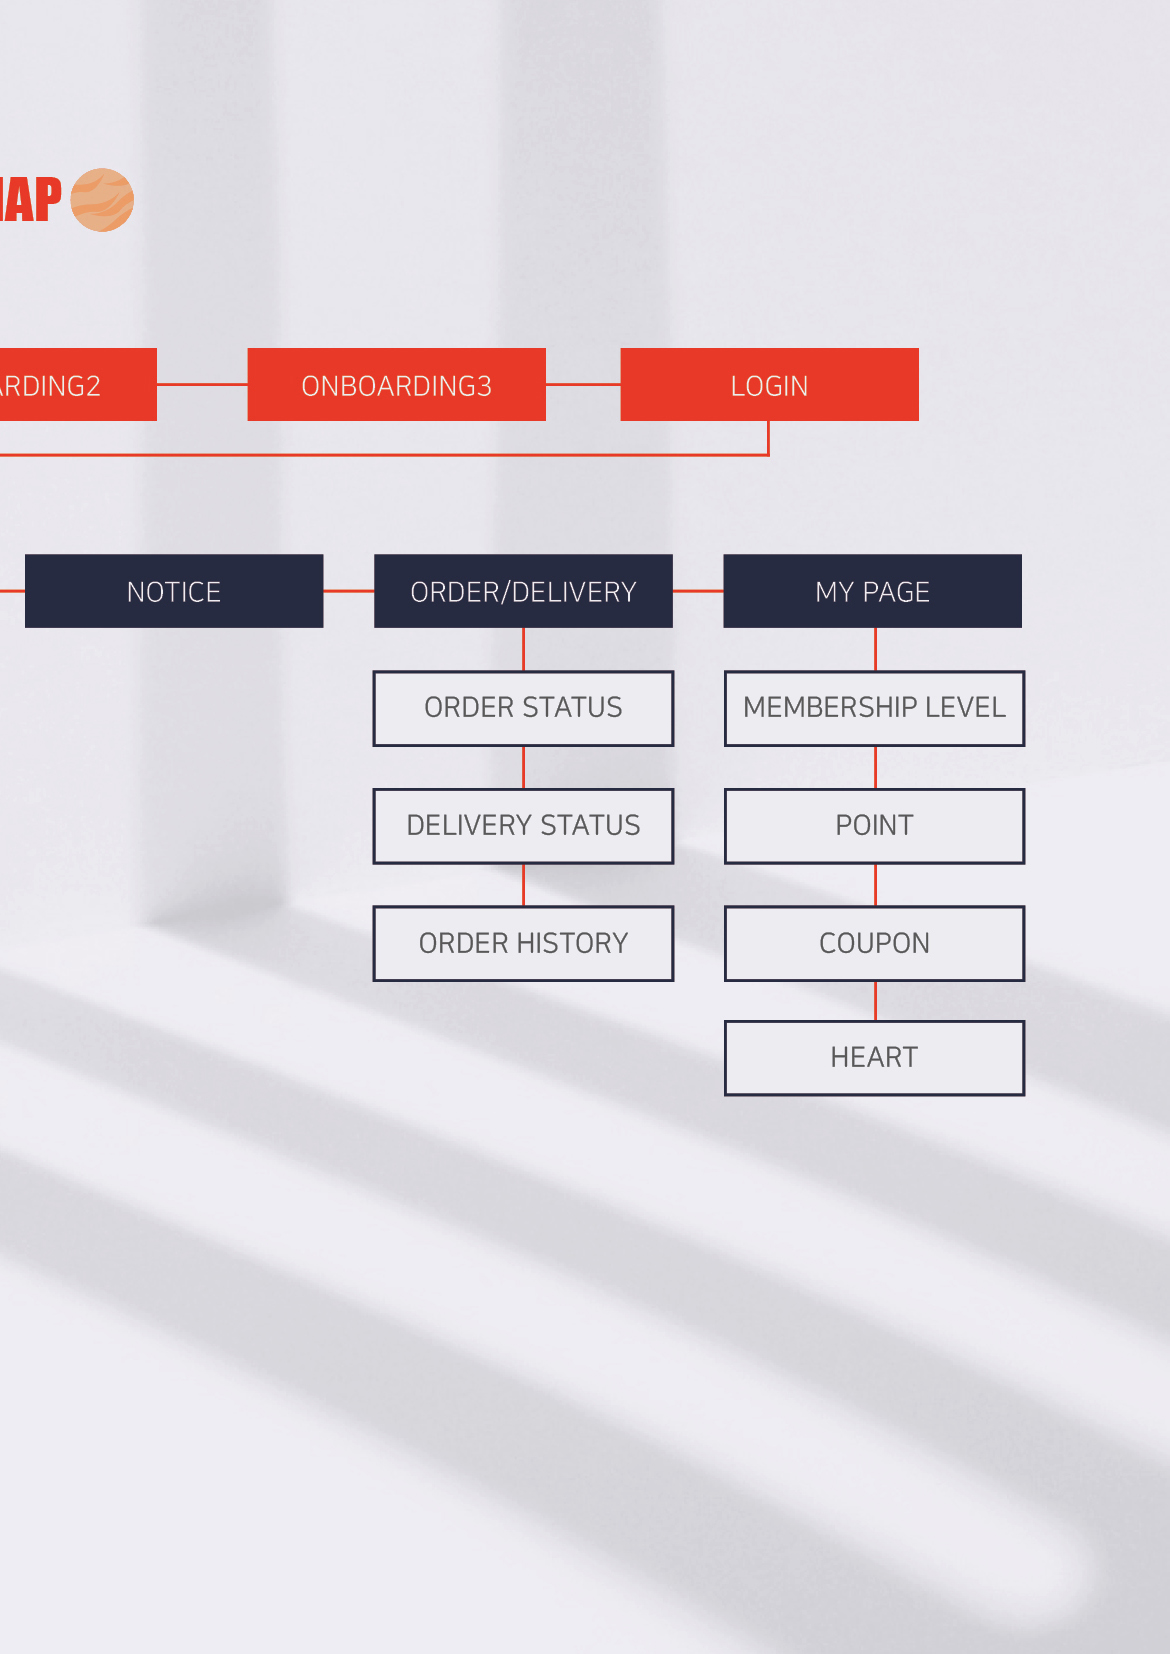 AP
ARDING2
ONBOARDING3
LOGIN
NOTICE
ORDER/DELIVERY
MY PAGE
ORDER STATUS
MEMBERSHIP LEVEL
DELIVERY STATUS
POINT
ORDER HISTORY
COUPON
HEART